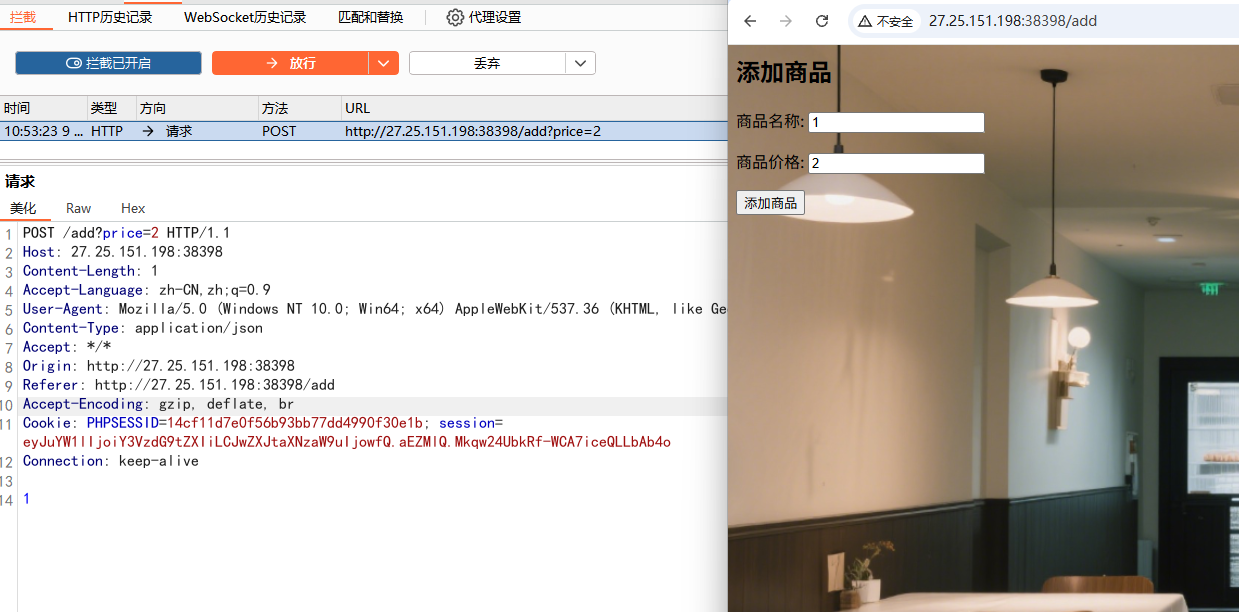 拦截 HTTP历史记录 WebSocket历史记录 匹配和替换 代理设置
拦截已开启 放行 丢弃
时间 类型 方向 方法 URL
10:53:23 9 ... HTTP → 请求 POST http://27.25.151.198:38398/add?price=2
请求
美化 Raw Hex
1 POST /add?price=2 HTTP/1.1
2 Host: 27.25.151.198:38398
3 Content-Length: 1
4 Accept-Language: zh-CN,zh;q=0.9
5 User-Agent: Mozilla/5.0 (Windows NT 10.0; Win64; x64) AppleWebKit/537.36 (KHTML, like Ge
6 Content-Type: application/json
7 Accept: */*
8 Origin: http://27.25.151.198:38398
9 Referer: http://27.25.151.198:38398/add
10 Accept-Encoding: gzip, deflate, br
11 Cookie: PHPSESSID=14cf11d7e0f56b93bb77dd4990f30e1b; session=
eyJuYW1lIjoiY3VzdG9tZXIiLCJwZXJtaXNzaW9uIjowfQ.aEZMIQ.Mkqw24UbkRf-WCA7iceQLLbAb4o
12 Connection: keep-alive
13
14 1
不安全 27.25.151.198:38398/add
添加商品
商品名称: 1
商品价格: 2
添加商品